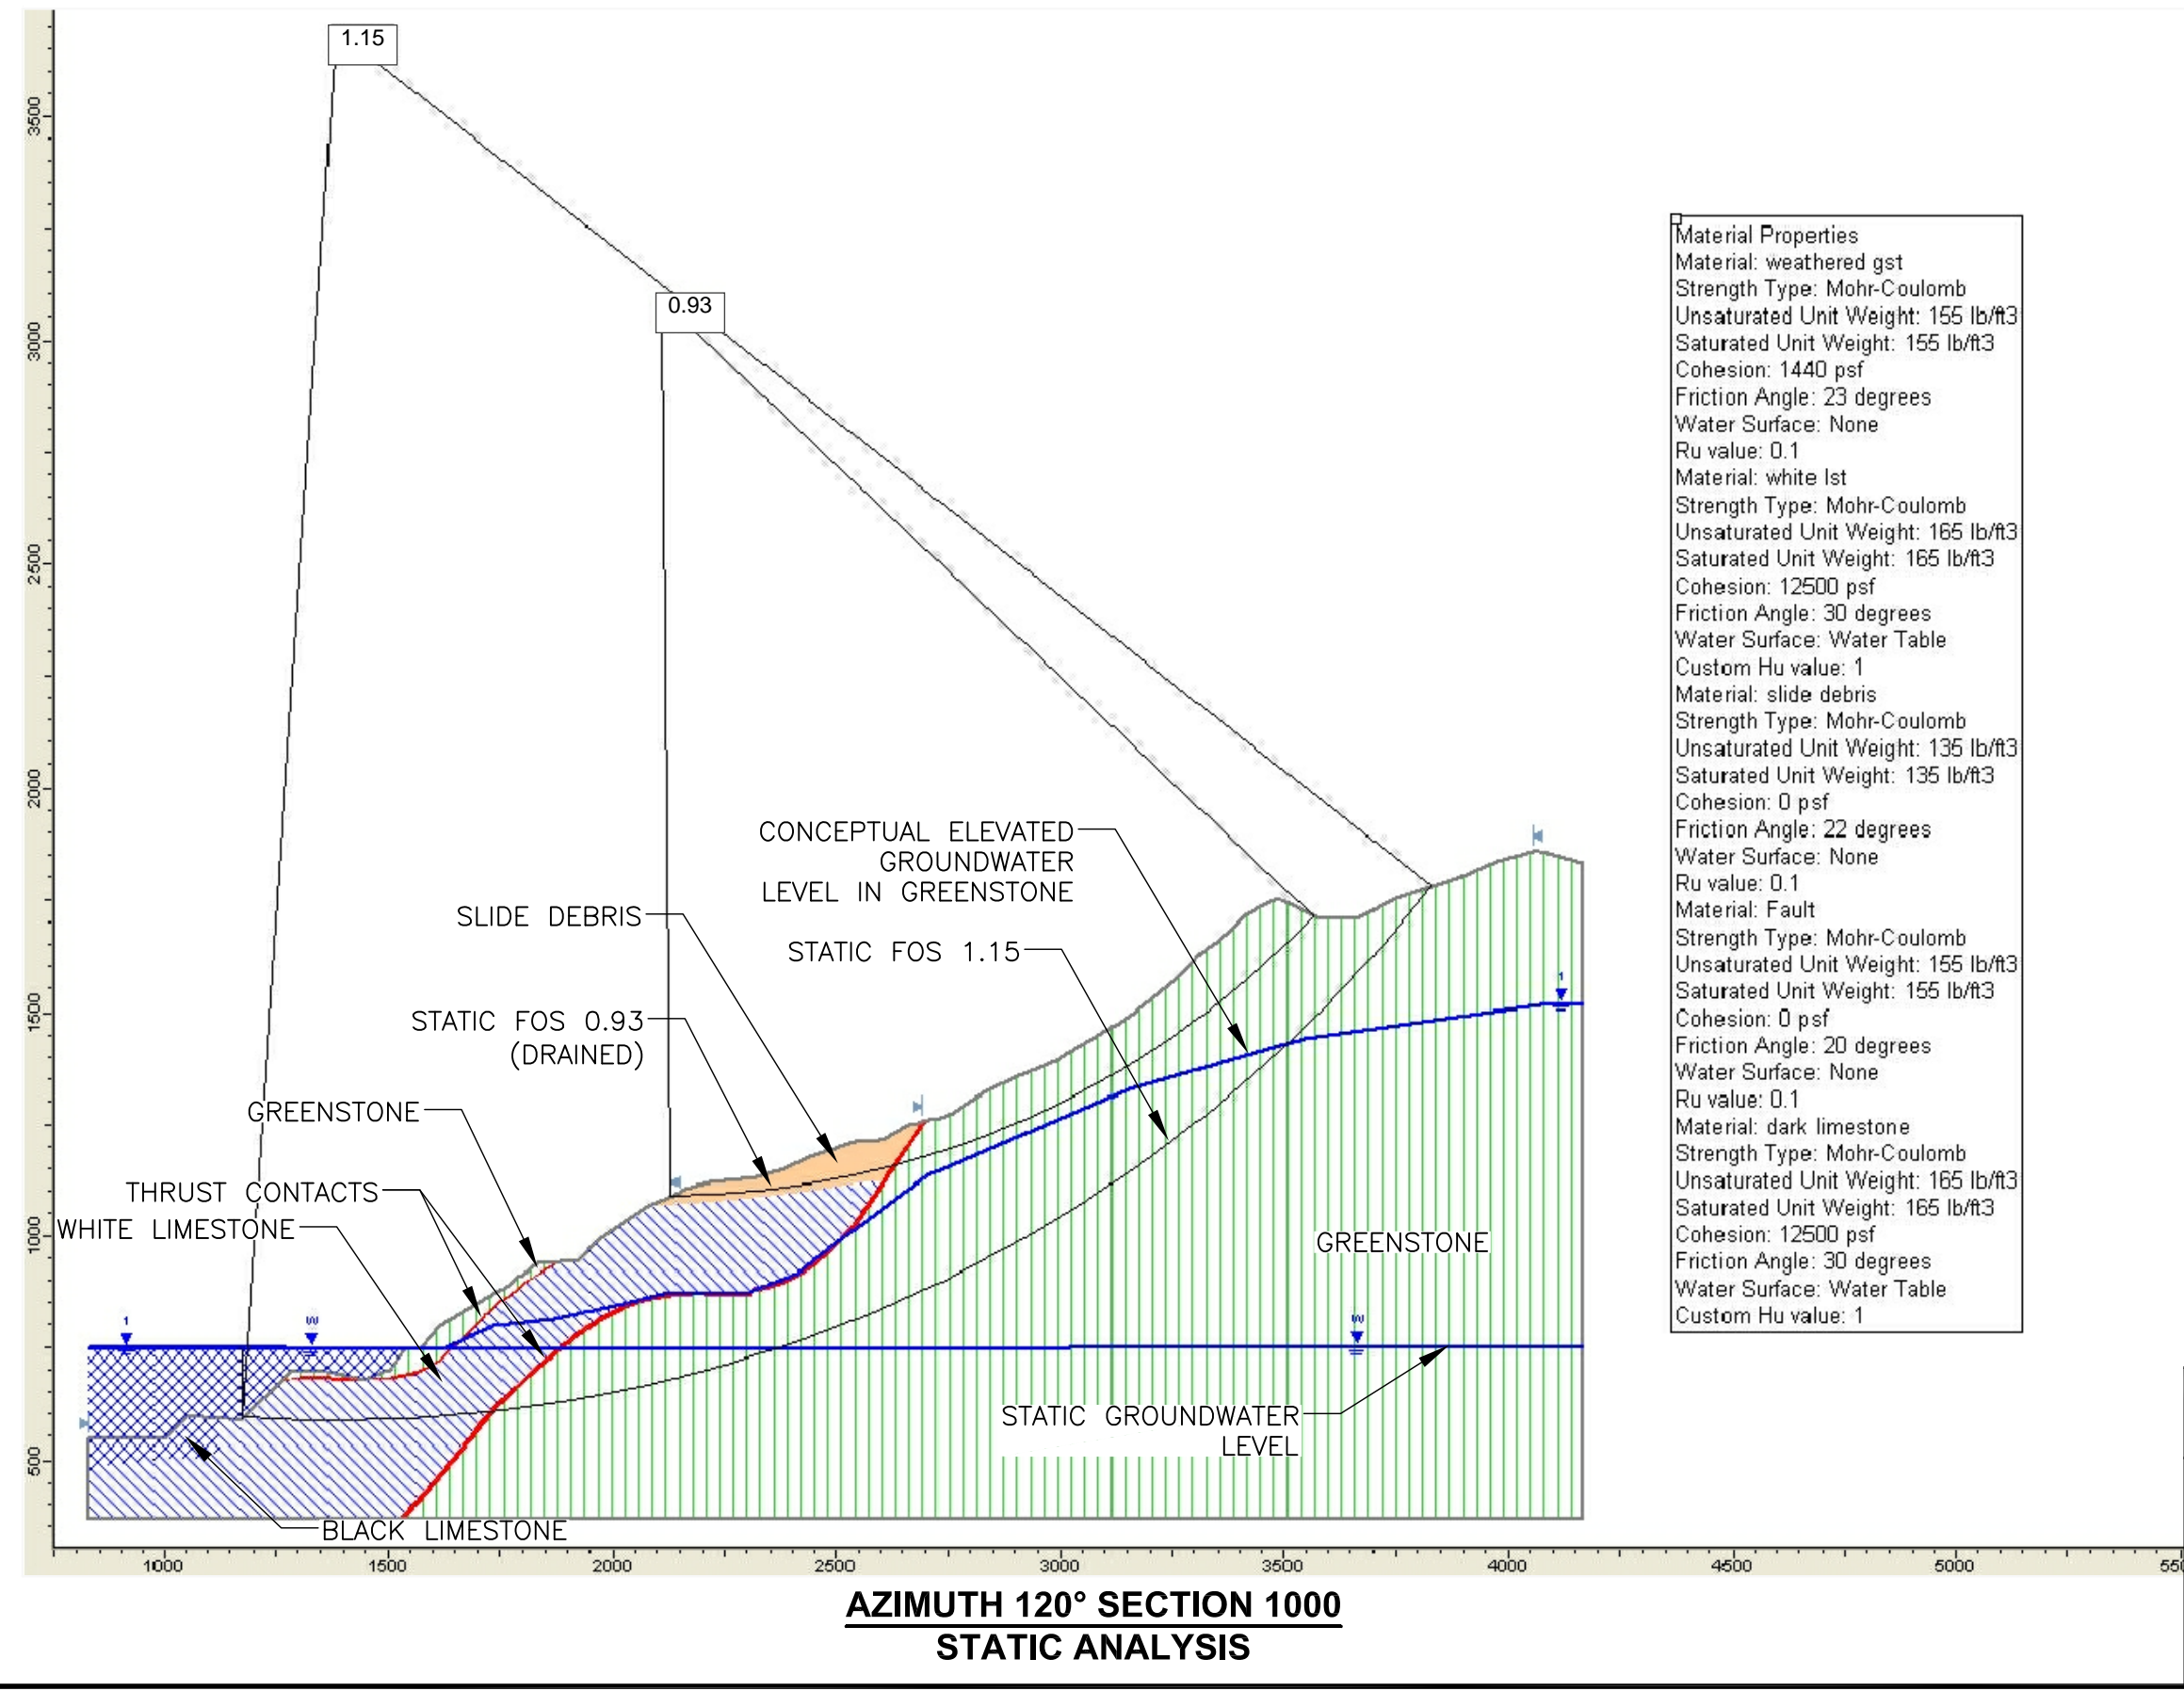 1.15
0.93
3500
3000
2500
2000
1500
1000
500
Material Properties
Material: weathered gst
Strength Type: Mohr-Coulomb
Unsaturated Unit Weight: 155 lb/ft3
Saturated Unit Weight: 155 lb/ft3
Cohesion: 1440 psf
Friction Angle: 23 degrees
Water Surface: None
Ru value: 0.1
Material: white lst
Strength Type: Mohr-Coulomb
Unsaturated Unit Weight: 165 lb/ft3
Saturated Unit Weight: 165 lb/ft3
Cohesion: 12500 psf
Friction Angle: 30 degrees
Water Surface: Water Table
Custom Hu value: 1
Material: slide debris
Strength Type: Mohr-Coulomb
Unsaturated Unit Weight: 135 lb/ft3
Saturated Unit Weight: 135 lb/ft3
Cohesion: 0 psf
Friction Angle: 22 degrees
Water Surface: None
Ru value: 0.1
Material: Fault
Strength Type: Mohr-Coulomb
Unsaturated Unit Weight: 155 lb/ft3
Saturated Unit Weight: 155 lb/ft3
Cohesion: 0 psf
Friction Angle: 20 degrees
Water Surface: None
Ru value: 0.1
Material: dark limestone
Strength Type: Mohr-Coulomb
Unsaturated Unit Weight: 165 lb/ft3
Saturated Unit Weight: 165 lb/ft3
Cohesion: 12500 psf
Friction Angle: 30 degrees
Water Surface: Water Table
Custom Hu value: 1
CONCEPTUAL ELEVATED
GROUNDWATER
LEVEL IN GREENSTONE
SLIDE DEBRIS
STATIC FOS 1.15
STATIC FOS 0.93
(DRAINED)
GREENSTONE
THRUST CONTACTS
WHITE LIMESTONE
GREENSTONE
1
W
W
1
STATIC GROUNDWATER
LEVEL
BLACK LIMESTONE
1000
1500
2000
2500
3000
3500
4000
4500
5000
550
AZIMUTH 120° SECTION 1000
STATIC ANALYSIS